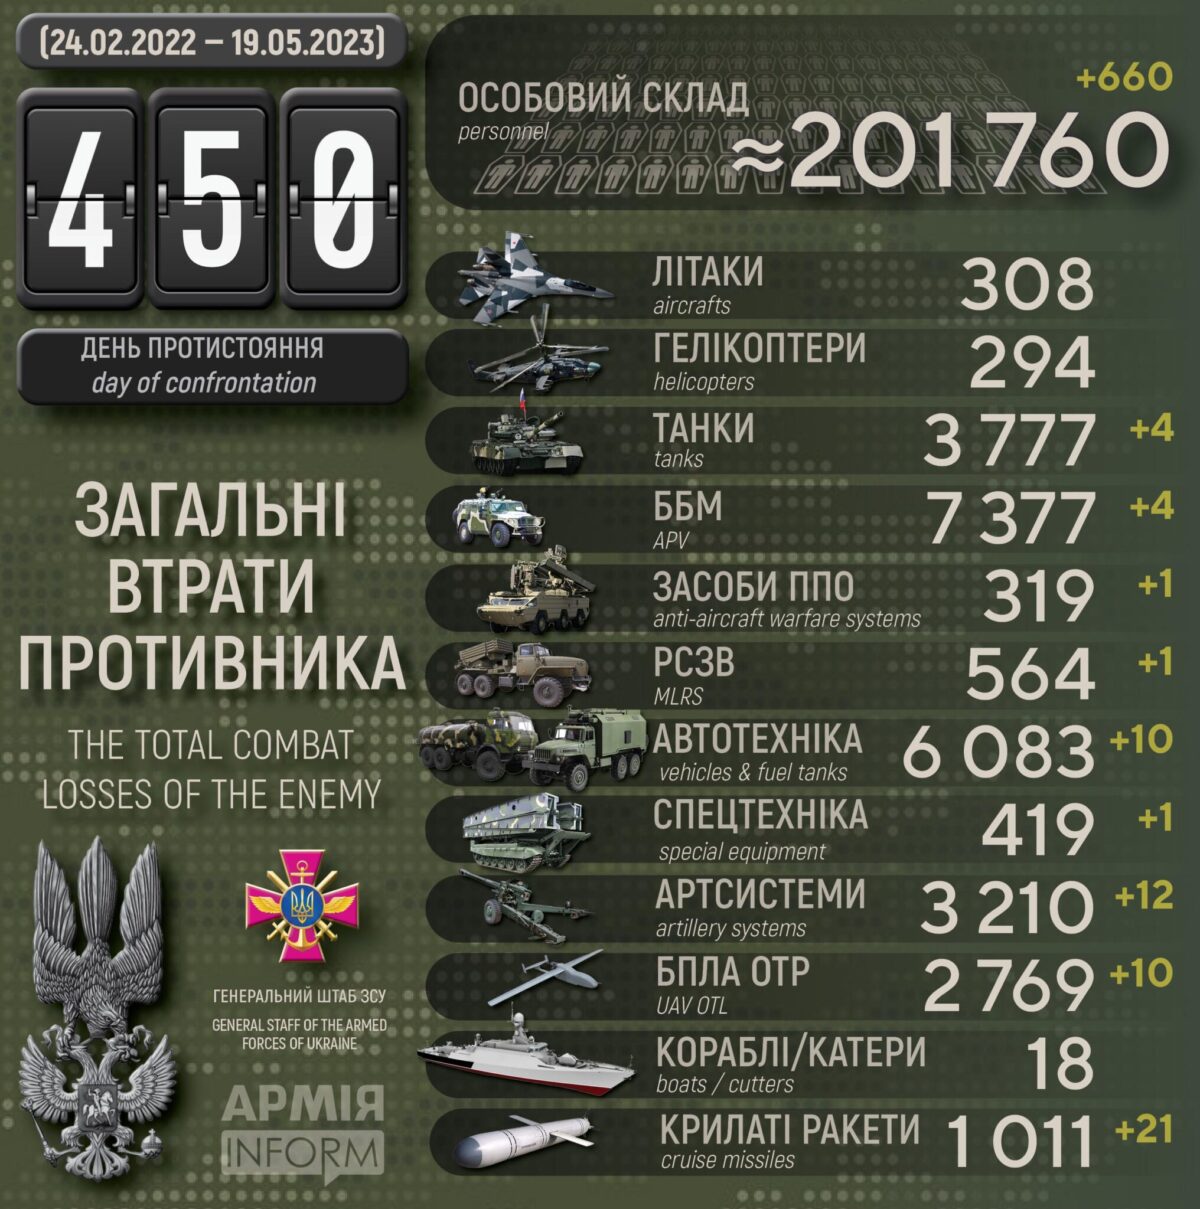 (24.02.2022 – 19.05.2023)
450
ДЕНЬ ПРОТИСТОЯННЯ
day of confrontation
ЗАГАЛЬНІ
ВТРАТИ
ПРОТИВНИКА
THE TOTAL COMBAT
LOSSES OF THE ENEMY
ГЕНЕРАЛЬНИЙ ШТАБ ЗСУ
GENERAL STAFF OF THE ARMED
FORCES OF UKRAINE
АРМІЯ
INFORM
ОСОБОВИЙ СКЛАД
personnel
+660
≈201 760
ЛІТАКИ
aircrafts
308
ГЕЛІКОПТЕРИ
helicopters
294
ТАНКИ
tanks
3 777 +4
ББМ
APV
7 377 +4
ЗАСОБИ ППО
anti-aircraft warfare systems
319 +1
РСЗВ
MLRS
564 +1
АВТОТЕХНІКА
vehicles & fuel tanks
6 083 +10
СПЕЦТЕХНІКА
special equipment
419 +1
АРТСИСТЕМИ
artillery systems
3 210 +12
БПЛА ОТР
UAV OTL
2 769 +10
КОРАБЛІ/КАТЕРИ
boats / cutters
18
КРИЛАТІ РАКЕТИ
cruise missiles
1 011 +21